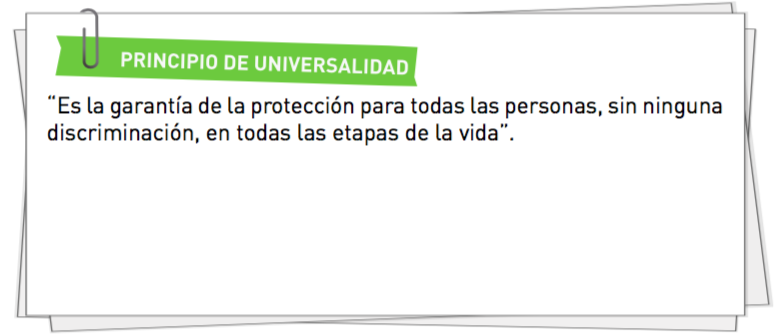 PRINCIPIO DE UNIVERSALIDAD
“Es la garantía de la protección para todas las personas, sin ninguna
discriminación, en todas las etapas de la vida”.